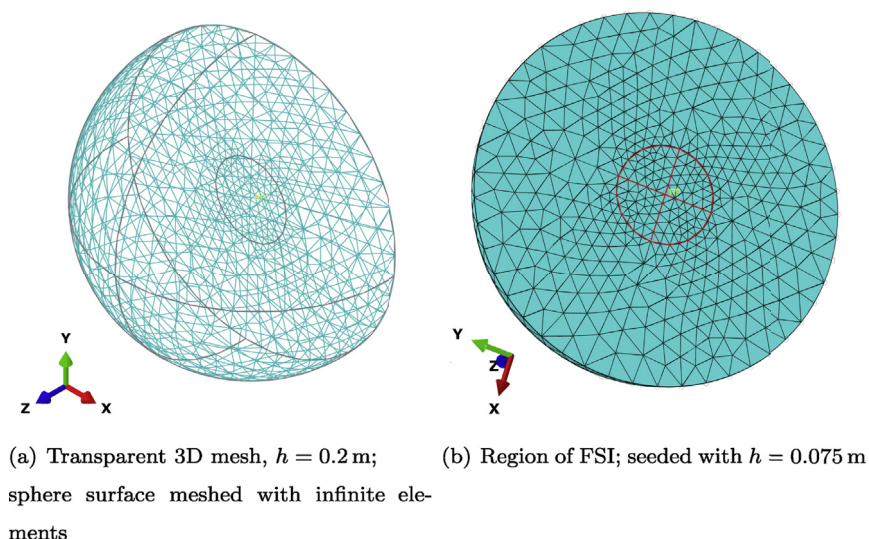 Y
Z
X
Y
Z
X
(a) Transparent 3D mesh, h = 0.2 m;
sphere surface meshed with infinite ele-
ments
(b) Region of FSI; seeded with h = 0.075 m